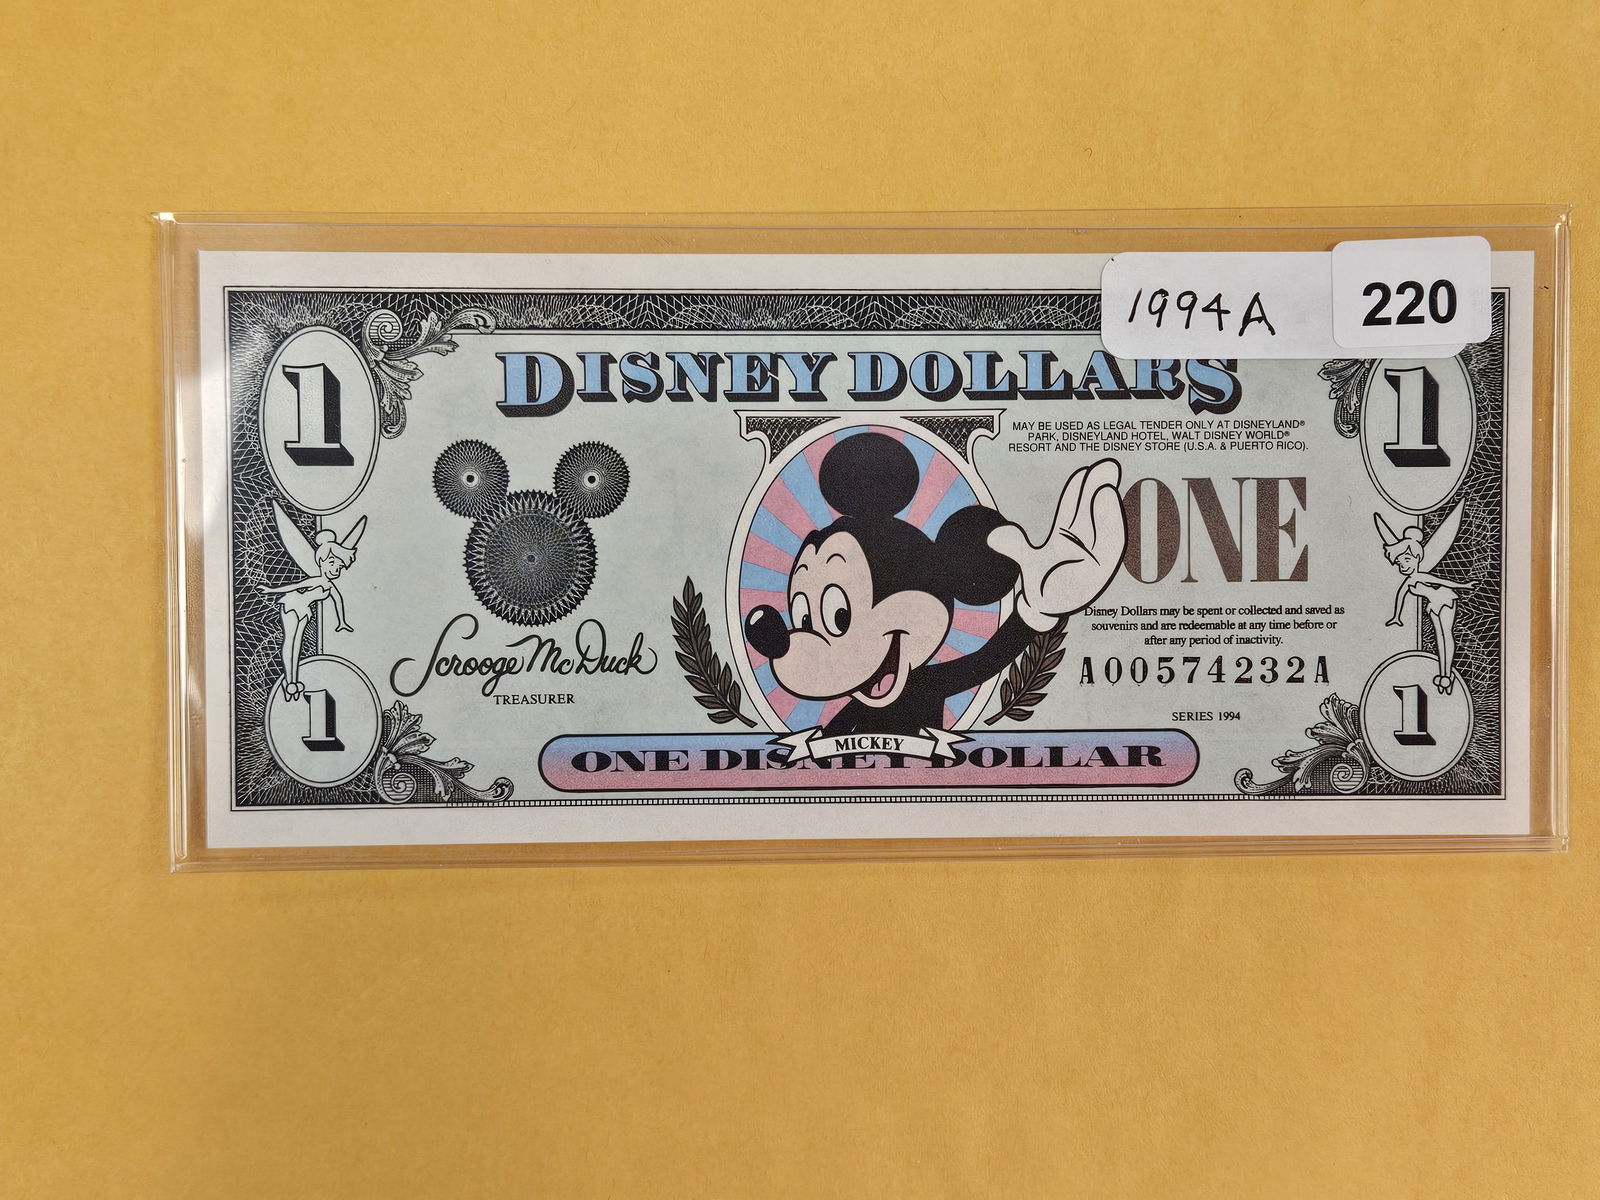 1994A
220
DISNEY DOLLARS
1
1
MAY BE USED AS LEGAL TENDER ONLY AT DISNEYLAND®
PARK, DISNEYLAND HOTEL, WALT DISNEY WORLD®
RESORT AND THE DISNEY STORE (U.S.A. & PUERTO RICO).
ONE
Disney Dollars may be spent or collected and saved as
souvenirs and are redeemable at any time before or
after any period of inactivity.
Scrooge McDuck
TREASURER
A00574232A
SERIES 1994
1
1
MICKEY
ONE DISNEY DOLLAR